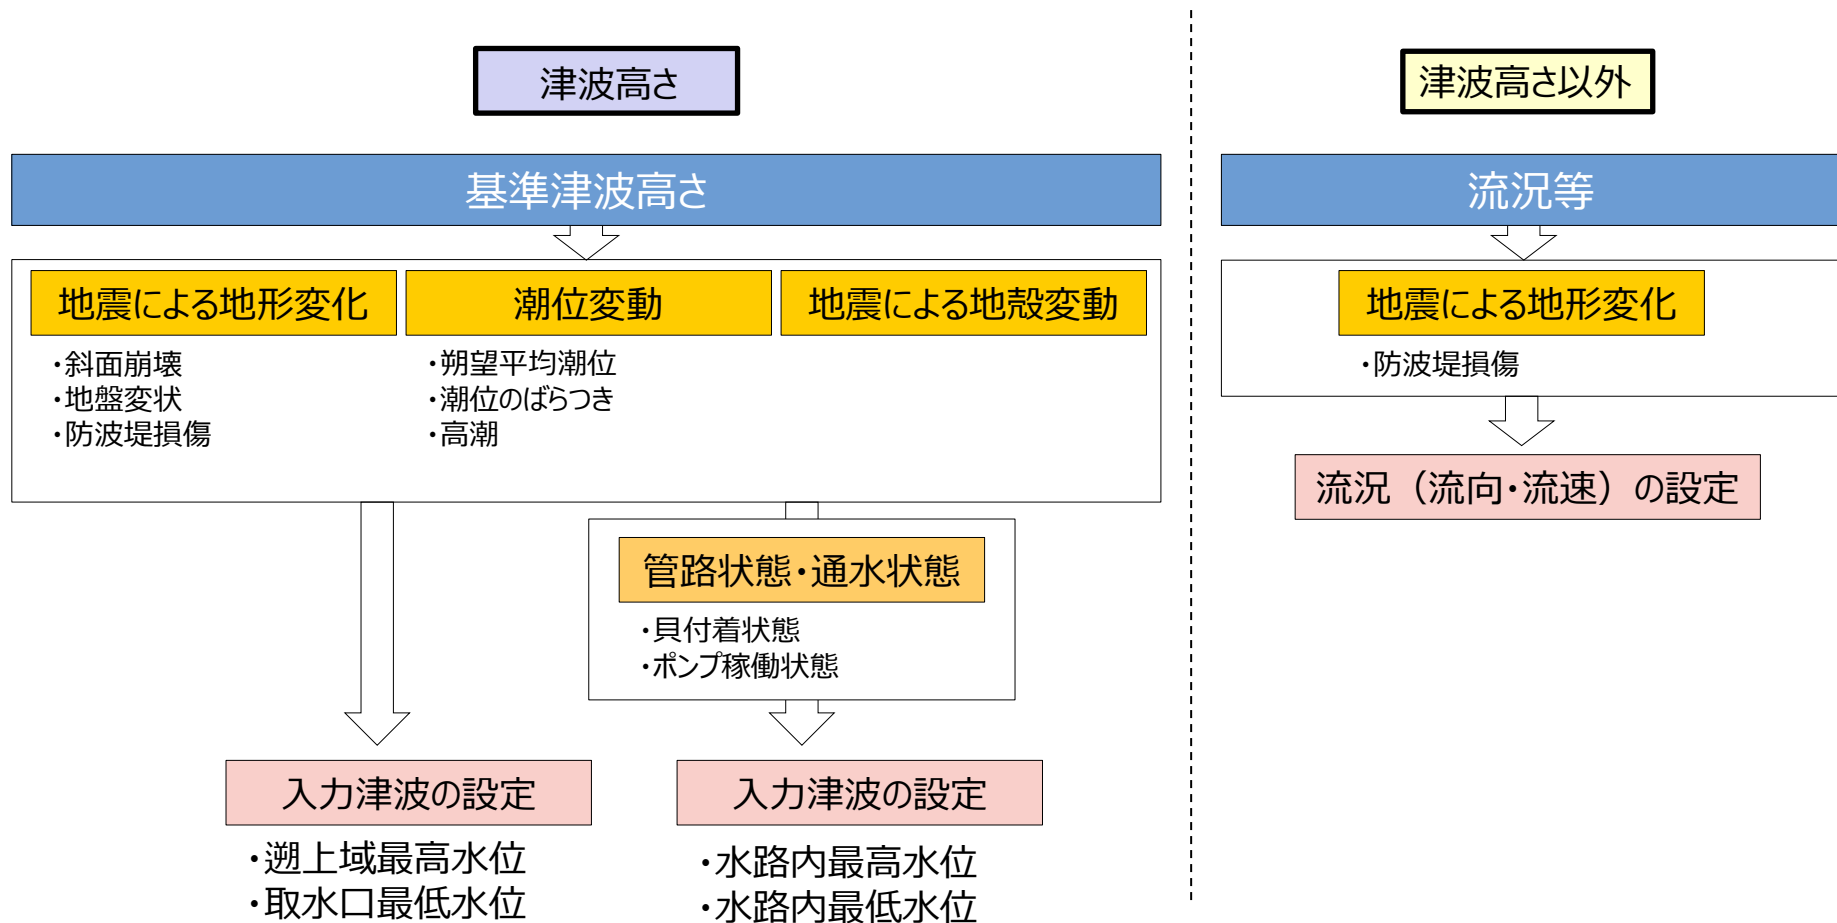 津波高さ
基準津波高さ
地震による地形変化
・斜面崩壊
・地盤変状
・防波堤損傷
潮位変動
・朔望平均潮位
・潮位のばらつき
・高潮
地震による地殻変動
管路状態・通水状態
・貝付着状態
・ポンプ稼働状態
入力津波の設定
・遡上域最高水位
・取水口最低水位
入力津波の設定
・水路内最高水位
・水路内最低水位
津波高さ以外
流況等
地震による地形変化
・防波堤損傷
流況（流向・流速）の設定